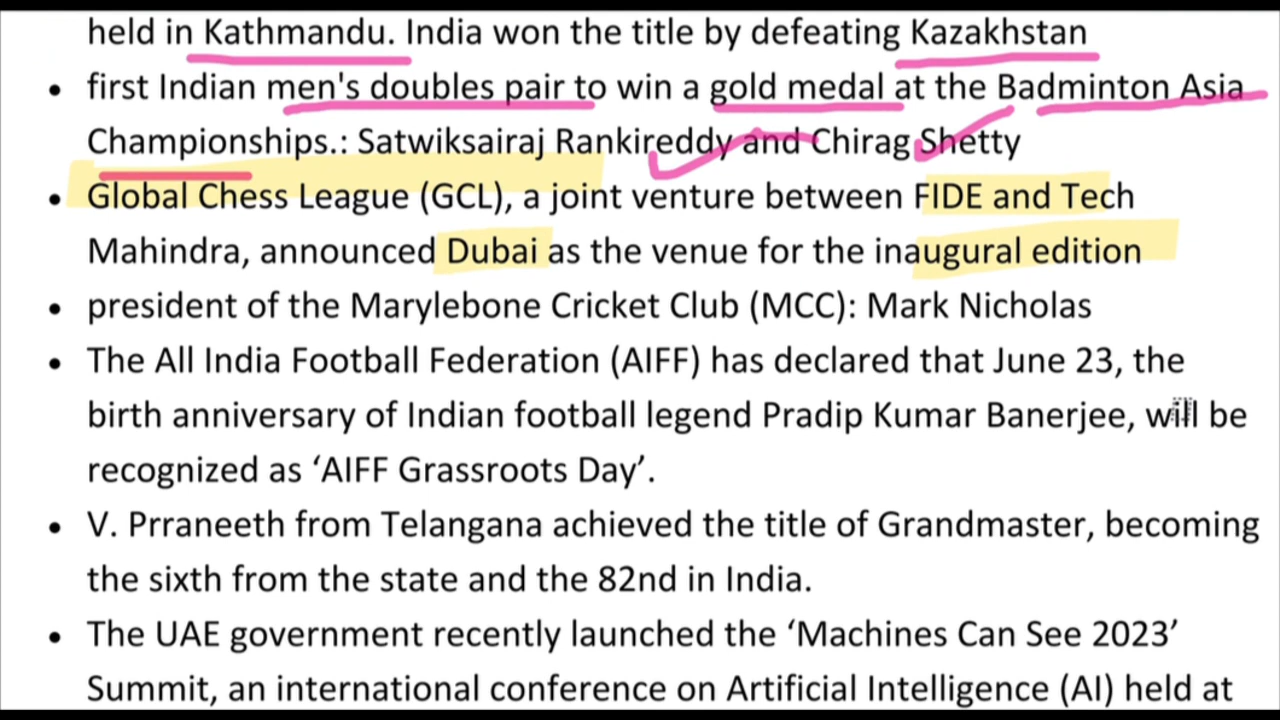 held in Kathmandu. India won the title by defeating Kazakhstan
• first Indian men's doubles pair to win a gold medal at the Badminton Asia
Championships.: Satwiksairaj Rankireddy and Chirag Shetty
• Global Chess League (GCL), a joint venture between FIDE and Tech
Mahindra, announced Dubai as the venue for the inaugural edition
• president of the Marylebone Cricket Club (MCC): Mark Nicholas
• The All India Football Federation (AIFF) has declared that June 23, the
birth anniversary of Indian football legend Pradip Kumar Banerjee, will be
recognized as ‘AIFF Grassroots Day’.
• V. Prraneeth from Telangana achieved the title of Grandmaster, becoming
the sixth from the state and the 82nd in India.
• The UAE government recently launched the ‘Machines Can See 2023’
Summit, an international conference on Artificial Intelligence (AI) held at